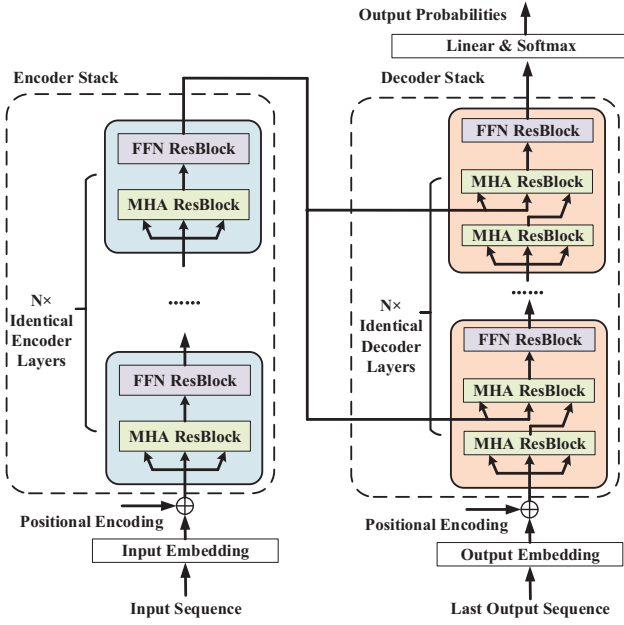 Output Probabilities
Linear & Softmax
Encoder Stack
Decoder Stack
FFN ResBlock
MHA ResBlock
......
N×
Identical
Encoder
Layers
FFN ResBlock
MHA ResBlock
Positional Encoding
Input Embedding
Input Sequence
FFN ResBlock
MHA ResBlock
MHA ResBlock
......
N×
Identical
Decoder
Layers
FFN ResBlock
MHA ResBlock
MHA ResBlock
Positional Encoding
Output Embedding
Last Output Sequence